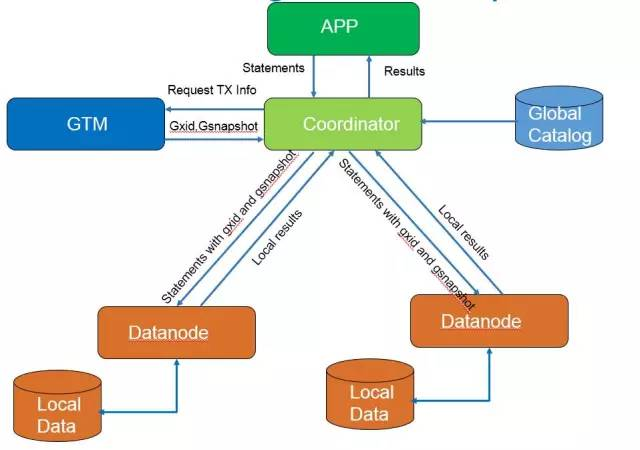 APP
Statements
Results
Request TX Info
GTM
Gxid.Gsnapshot
Coordinator
Global
Catalog
Statements with gxid and gsnapshot
Local results
Statements with gxid and gsnapshot
Local results
Datanode
Datanode
Local
Data
Local
Data